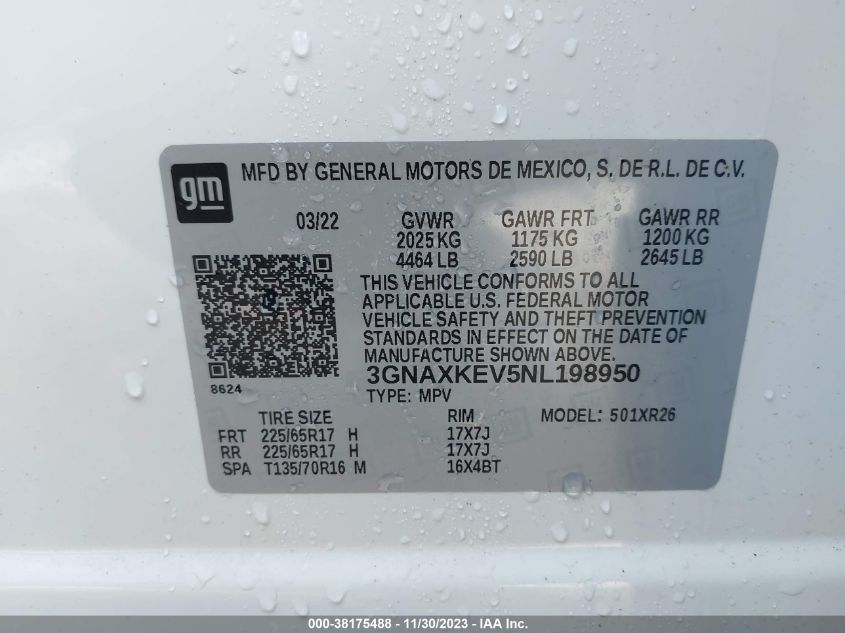 gm MFD BY GENERAL MOTORS DE MEXICO, S. DE R.L. DE C.V.
03/22 GVWR GAWR FRT GAWR RR
2025 KG 1175 KG 1200 KG
4464 LB 2590 LB 2645 LB
THIS VEHICLE CONFORMS TO ALL
APPLICABLE U.S. FEDERAL MOTOR
VEHICLE SAFETY AND THEFT PREVENTION
STANDARDS IN EFFECT ON THE DATE OF
MANUFACTURE SHOWN ABOVE.
3GNAXKEV5NL198950
8624
TYPE: MPV
TIRE SIZE RIM MODEL: 501XR26
FRT 225/65R17 H 17X7J
RR 225/65R17 H 17X7J
SPA T135/70R16 M 16X4BT
000-38175488 - 11/30/2023 - Copyright © 2023 IAA, Inc.